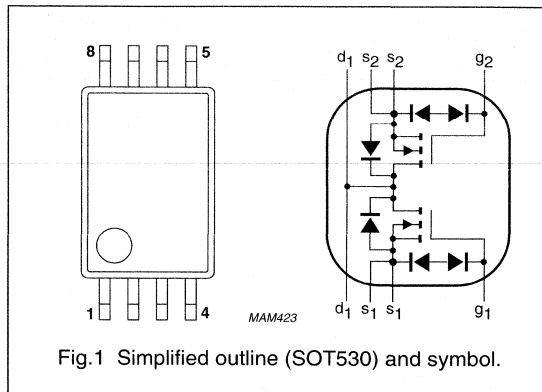 8 5
d1 s2 s2 g2
1 4
MAM423
d1 s1 s1 g1
Fig.1 Simplified outline (SOT530) and symbol.